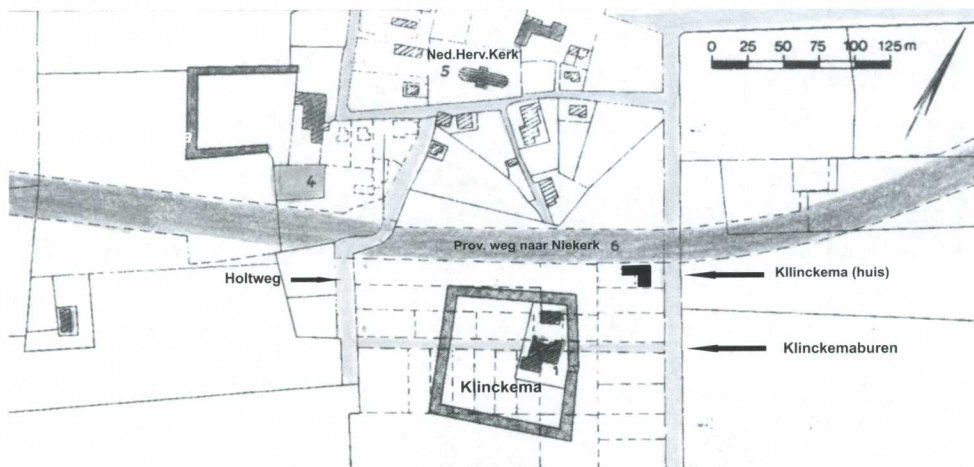 Ned.Herv.Kerk
5
0 25 50 75 100 125 m
4
Prov. weg naar Niekerk 6
Holtweg
Kllinckema (huis)
Klinckemaburen
1
Klinckema